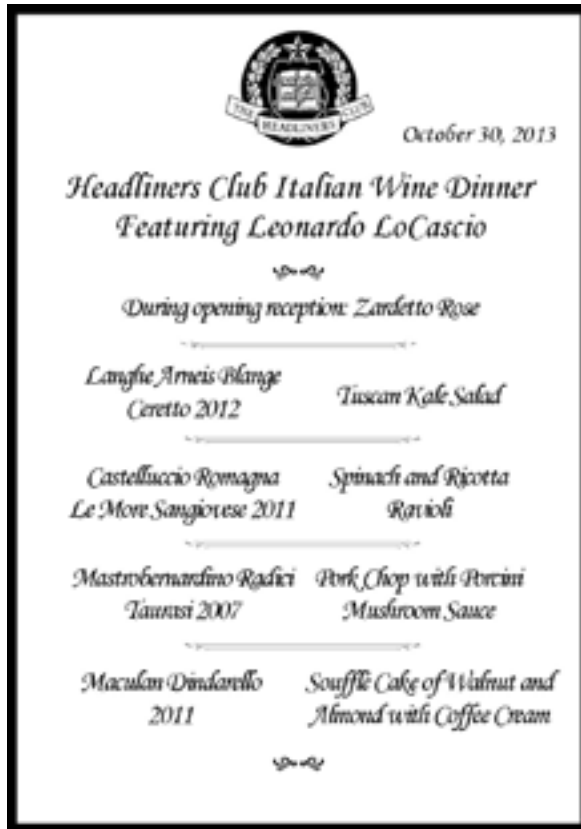 THE HEADLINERS CLUB
October 30, 2013
Headliners Club Italian Wine Dinner
Featuring Leonardo LoCascio
During opening reception: Zardetto Rose
Langhe Arneis Blange
Ceretto 2012
Tuscan Kale Salad
Castelluccio Romagna
Le More Sangiovese 2011
Spinach and Ricotta
Ravioli
Mastrobernardino Radici
Taurasi 2007
Pork Chop with Porcini
Mushroom Sauce
Maculan Dindarello
2011
Soufflè Cake of Walnut and
Almond with Coffee Cream